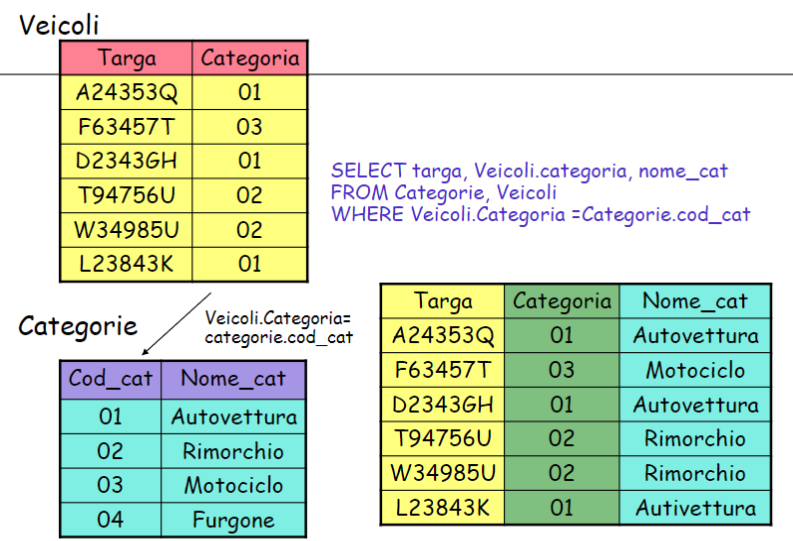 Veicoli
Targa Categoria
A24353Q 01
F63457T 03
D2343GH 01
T94756U 02
W34985U 02
L23843K 01
SELECT targa, Veicoli.categoria, nome_cat
FROM Categorie, Veicoli
WHERE Veicoli.Categoria =Categorie.cod_cat
Categorie
Veicoli.Categoria=
categorie.cod_cat
Cod_cat Nome_cat
01 Autovettura
02 Rimorchio
03 Motociclo
04 Furgone
Targa Categoria Nome_cat
A24353Q 01 Autovettura
F63457T 03 Motociclo
D2343GH 01 Autovettura
T94756U 02 Rimorchio
W34985U 02 Rimorchio
L23843K 01 Autivettura